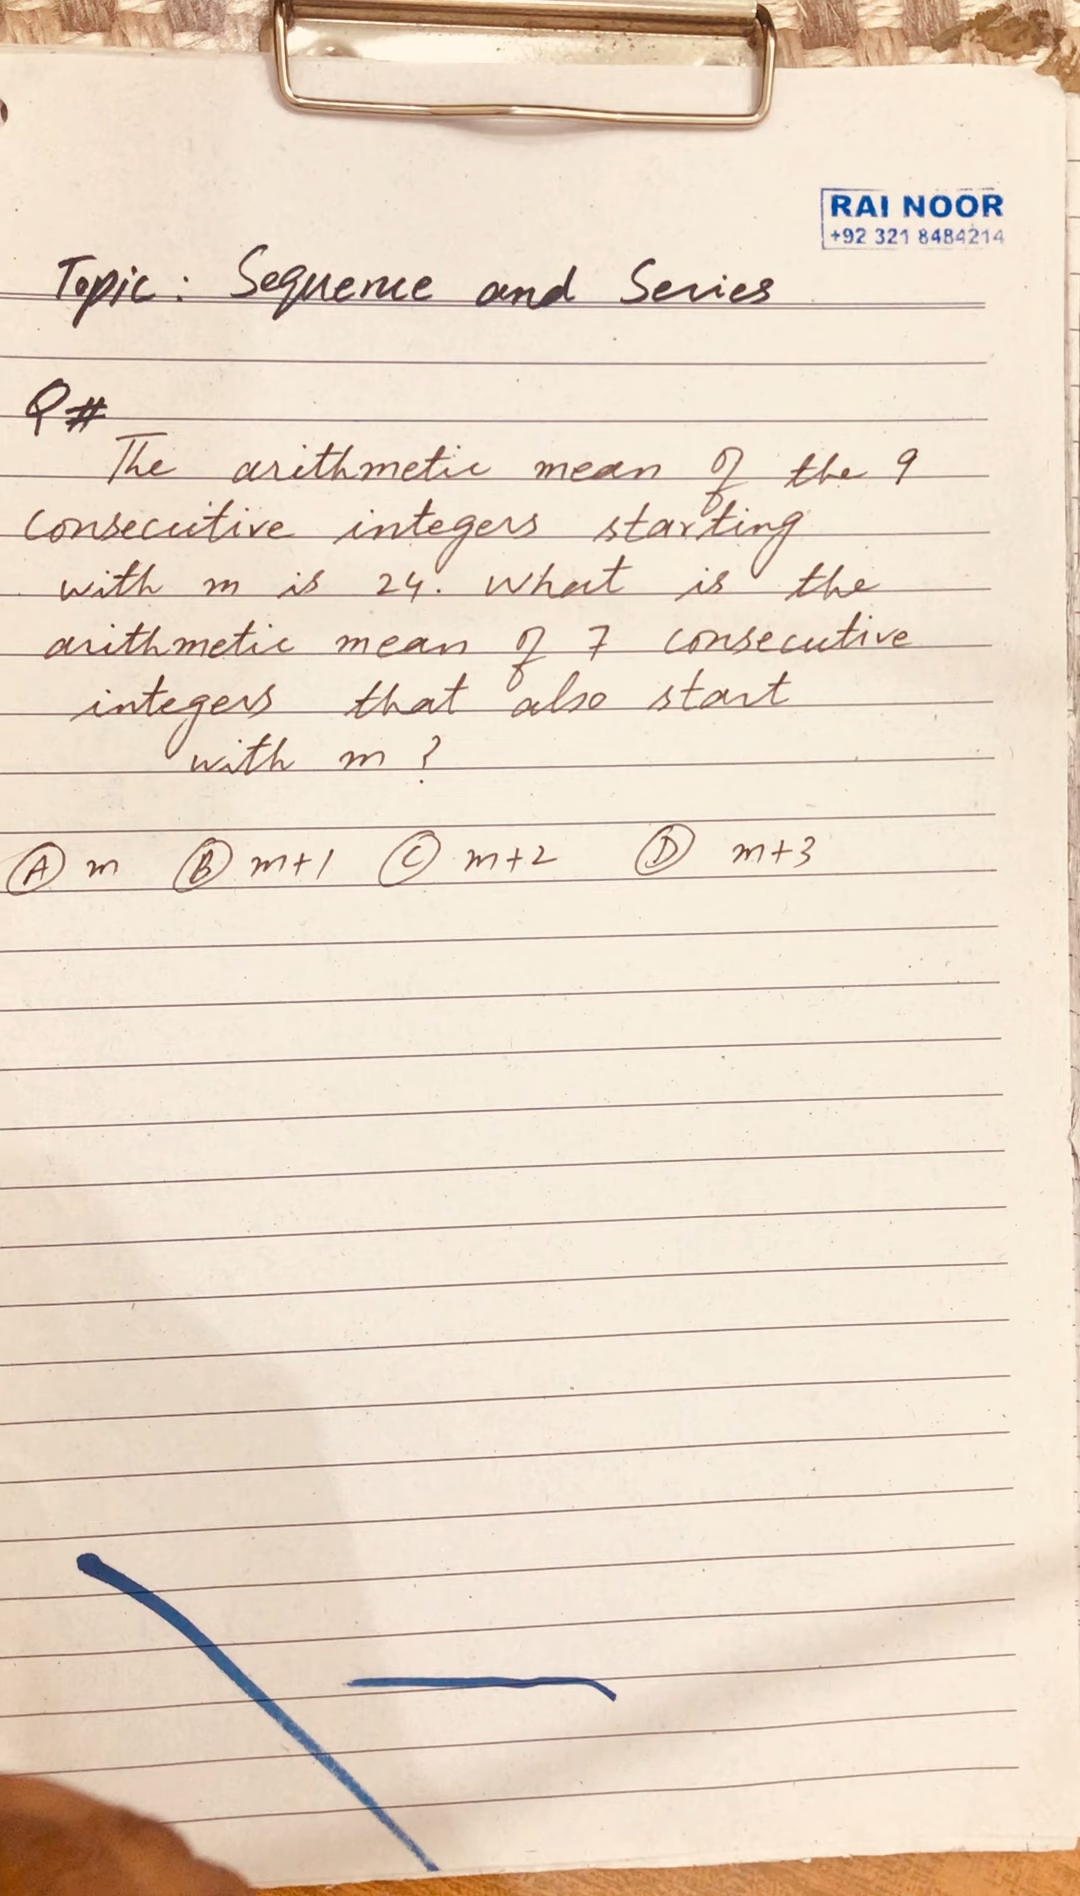 RAI NOOR
+92 321 8484214
Topic: Sequence and Series
Q#
The arithmetic mean of the 9
consecutive integers starting
with m is 24. What is the
arithmetic mean of 7 consecutive
integers that also start
with m?
A m B m+1 C m+2 D m+3